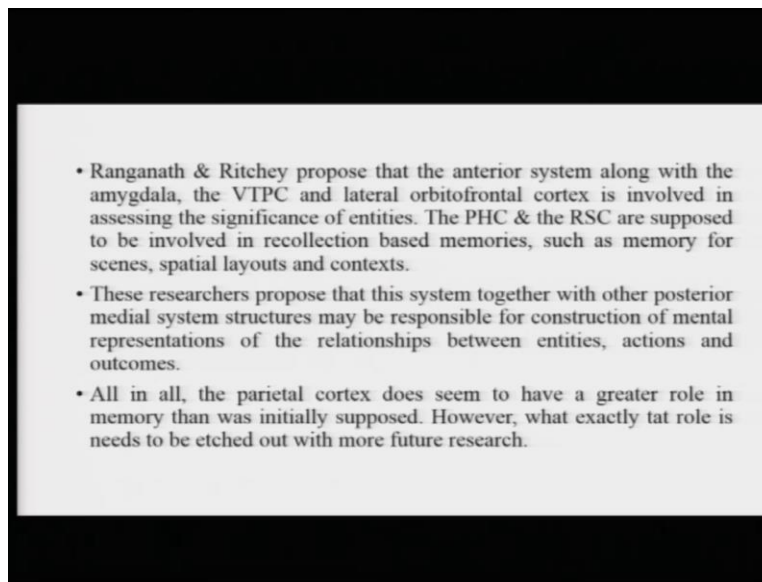 • Ranganath & Ritchey propose that the anterior system along with the
amygdala, the VTPC and lateral orbitofrontal cortex is involved in
assessing the significance of entities. The PHC & the RSC are supposed
to be involved in recollection based memories, such as memory for
scenes, spatial layouts and contexts.
• These researchers propose that this system together with other posterior
medial system structures may be responsible for construction of mental
representations of the relationships between entities, actions and
outcomes.
• All in all, the parietal cortex does seem to have a greater role in
memory than was initially supposed. However, what exactly tat role is
needs to be etched out with more future research.